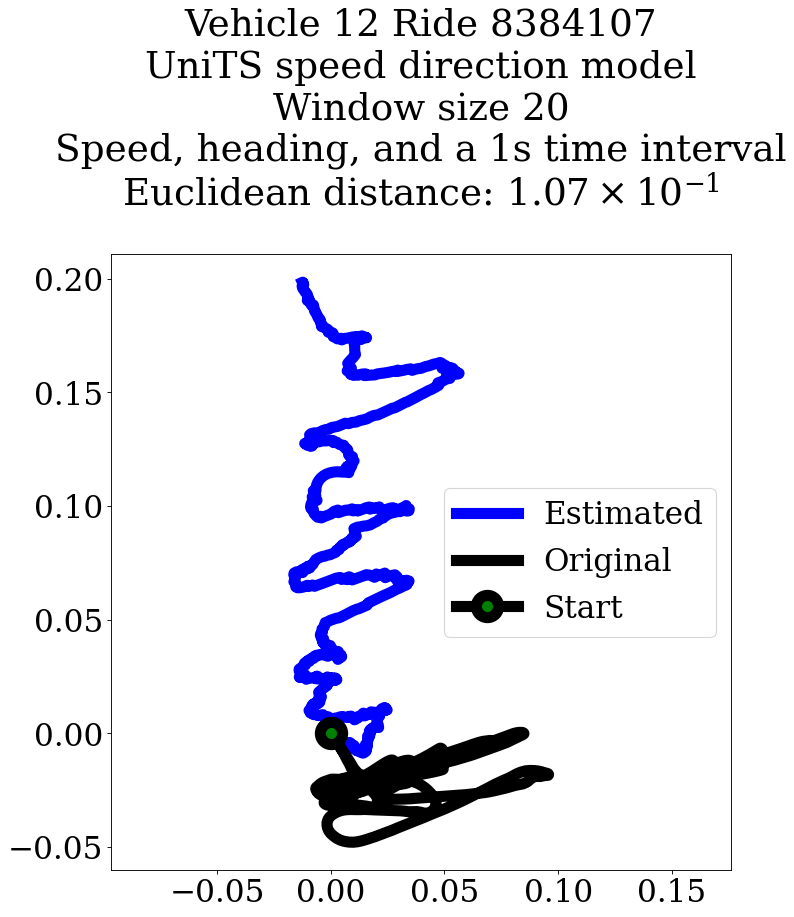 Vehicle 12 Ride 8384107
UniTS speed direction model
Window size 20
Speed, heading, and a 1s time interval
Euclidean distance: 1.07 × 10⁻¹
0.20
0.15
0.10
0.05
0.00
−0.05
Estimated
Original
Start
−0.05 0.00 0.05 0.10 0.15